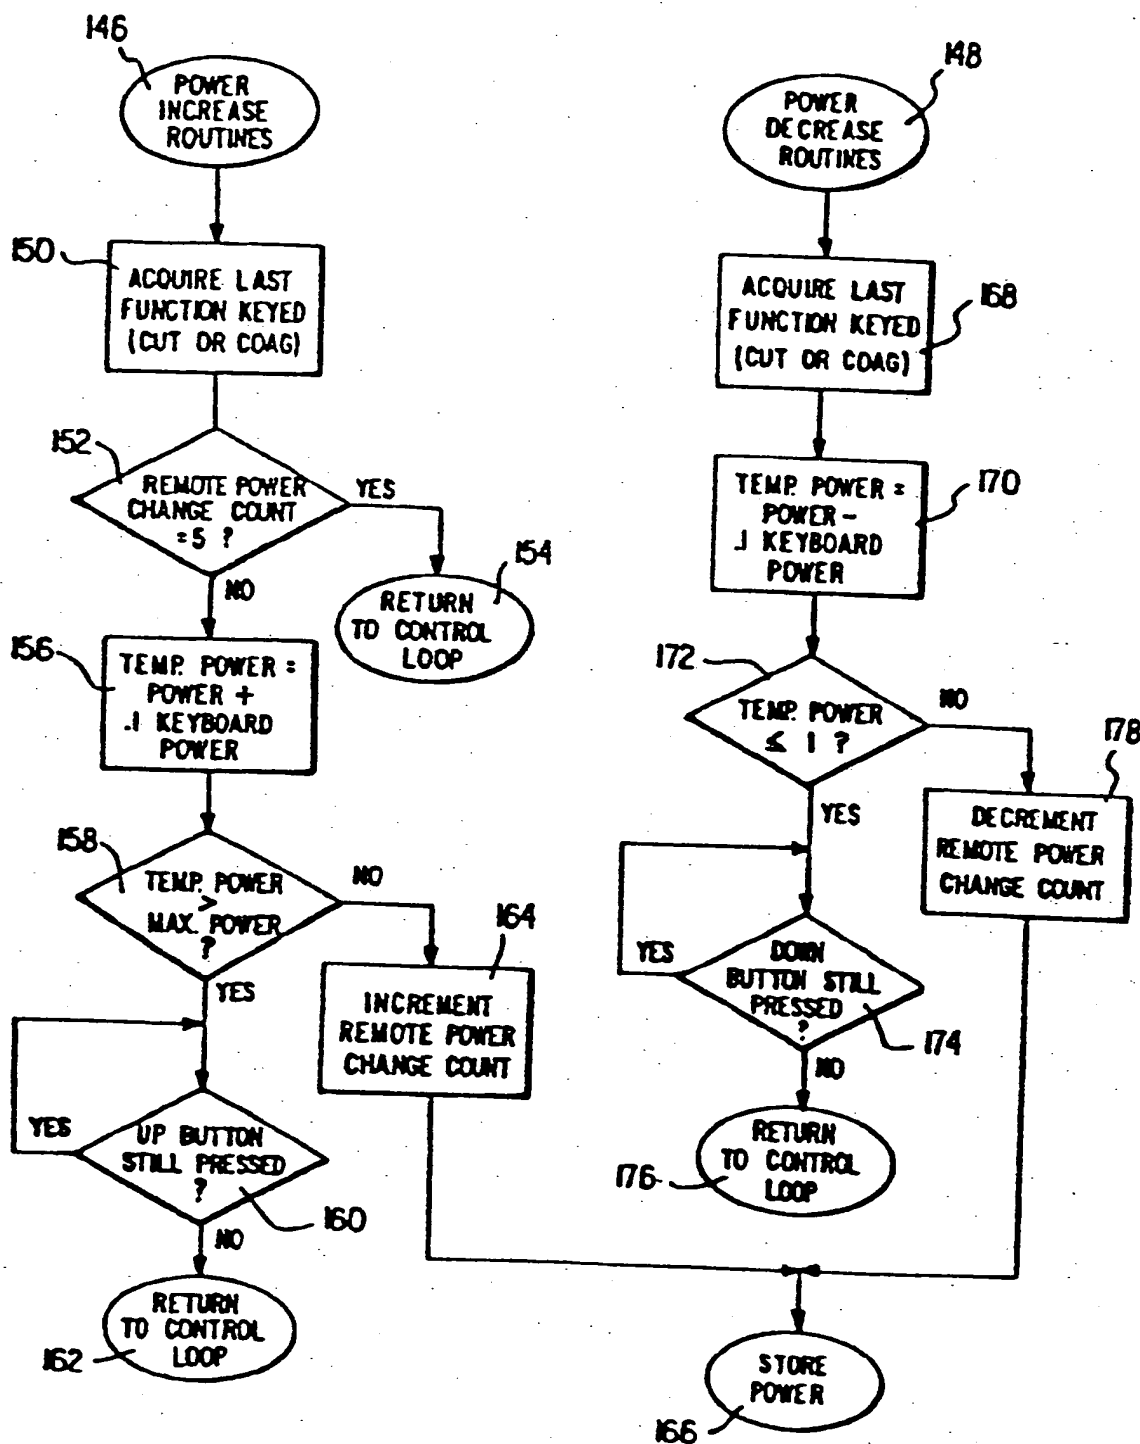 146
POWER
INCREASE
ROUTINES
150
ACQUIRE LAST
FUNCTION KEYED
(CUT OR COAG)
152
REMOTE POWER
CHANGE COUNT
=5 ?
YES
NO
154
RETURN
TO CONTROL
LOOP
156
TEMP. POWER =
POWER +
.1 KEYBOARD
POWER
158
TEMP. POWER
>
MAX. POWER
?
NO
YES
164
INCREMENT
REMOTE POWER
CHANGE COUNT
YES
UP BUTTON
STILL PRESSED
?
160
NO
RETURN
TO CONTROL
LOOP
162
148
POWER
DECREASE
ROUTINES
ACQUIRE LAST
FUNCTION KEYED
(CUT OR COAG)
168
TEMP. POWER =
POWER -
.1 KEYBOARD
POWER
170
172
TEMP. POWER
≤ 1 ?
NO
YES
178
DECREMENT
REMOTE POWER
CHANGE COUNT
YES
DOWN
BUTTON STILL
PRESSED
?
174
NO
RETURN
TO CONTROL
LOOP
176
STORE
POWER
166